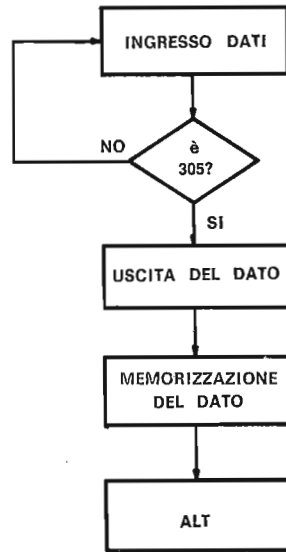 INGRESSO DATI
è
305?
NO
SI
USCITA DEL DATO
MEMORIZZAZIONE
DEL DATO
ALT